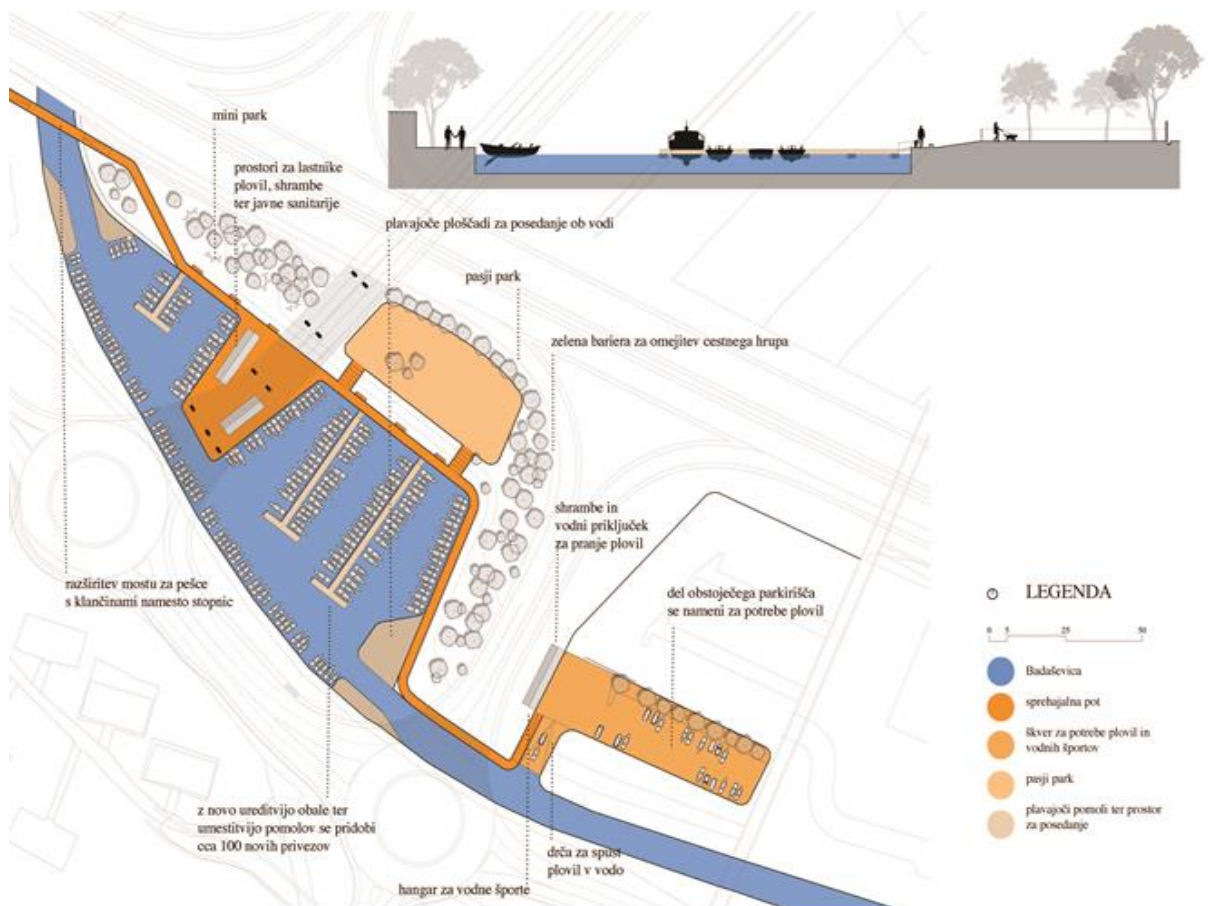 mini park
prostori za lastnike
plovil, shrambe
ter javne sanitarije
plavajoče ploščadi za posedanje ob vodi
pasji park
zelena bariera za omejitev cestnega hrupa
shrambe in
vodni priključek
za pranje plovil
razširitev mostu za pešce
s klančinami namesto stopnic
del obstoječega parkirišča
se nameni za potrebe plovil
z novo ureditvijo obale ter
umestitvijo pomolov se pridobi
cca 100 novih privezov
drča za spust
plovil v vodo
hangar za vodne športe
LEGENDA
0 5 25 50
Badaševica
sprehajalna pot
škver za potrebe plovil in
vodnih športov
pasji park
plavajoči pomoli ter prostor
za posedanje